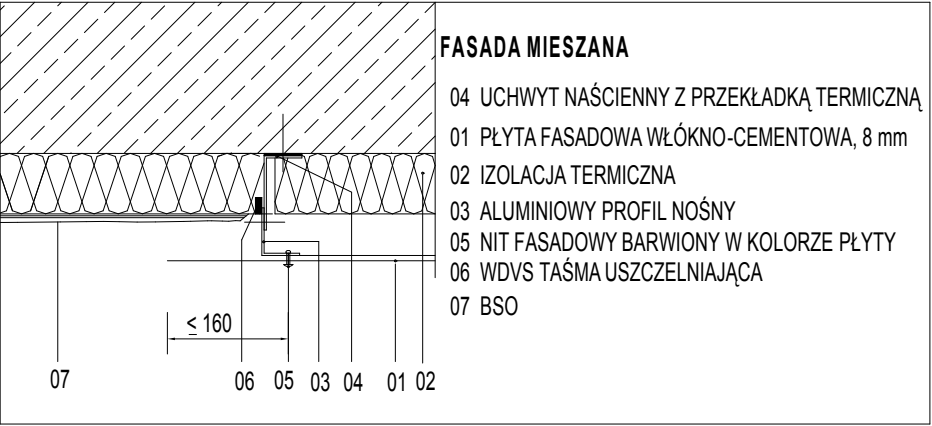 FASADA MIESZANA
04 UCHWYT NAŚCIENNY Z PRZEKŁADKĄ TERMICZNĄ
01 PŁYTA FASADOWA WŁÓKNO-CEMENTOWA, 8 mm
02 IZOLACJA TERMICZNA
03 ALUMINIOWY PROFIL NOŚNY
05 NIT FASADOWY BARWIONY W KOLORZE PŁYTY
06 WDVS TAŚMA USZCZELNIAJĄCA
07 BSO
≤ 160
07 06 05 03 04 01 02